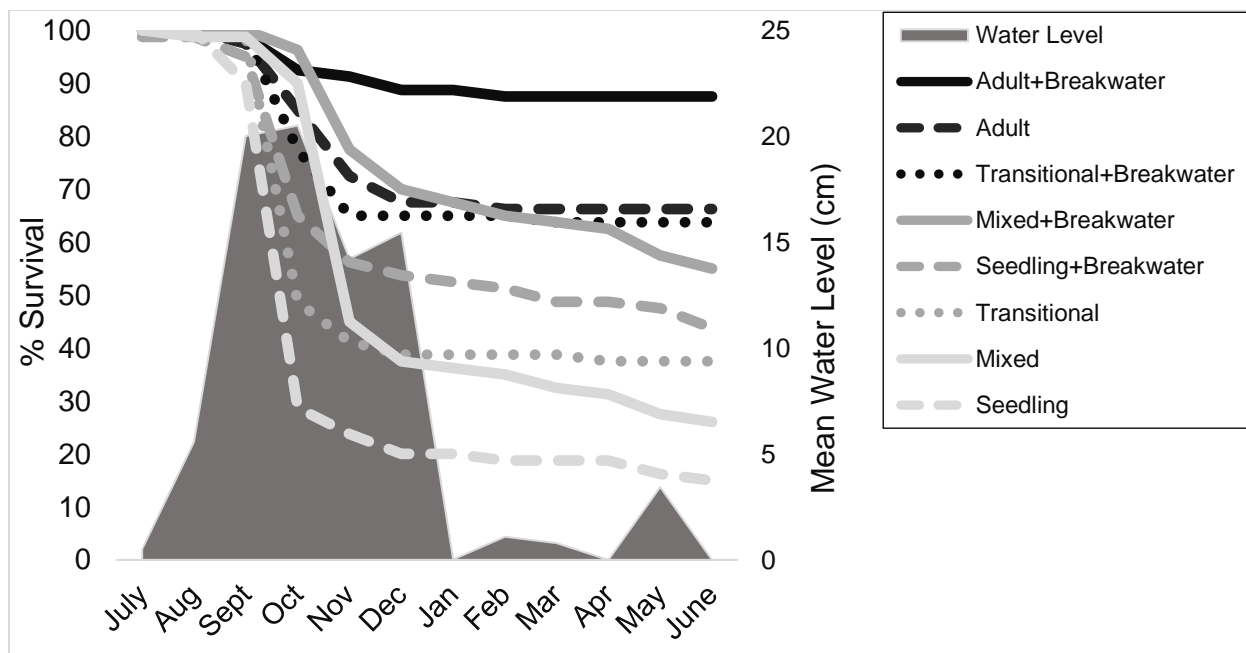 % Survival
100
90
80
70
60
50
40
30
20
10
0
July
Aug
Sept
Oct
Nov
Dec
Jan
Feb
Mar
Apr
May
June
25
20
15
10
5
0
Mean Water Level (cm)
Water Level
Adult+Breakwater
Adult
Transitional+Breakwater
Mixed+Breakwater
Seedling+Breakwater
Transitional
Mixed
Seedling